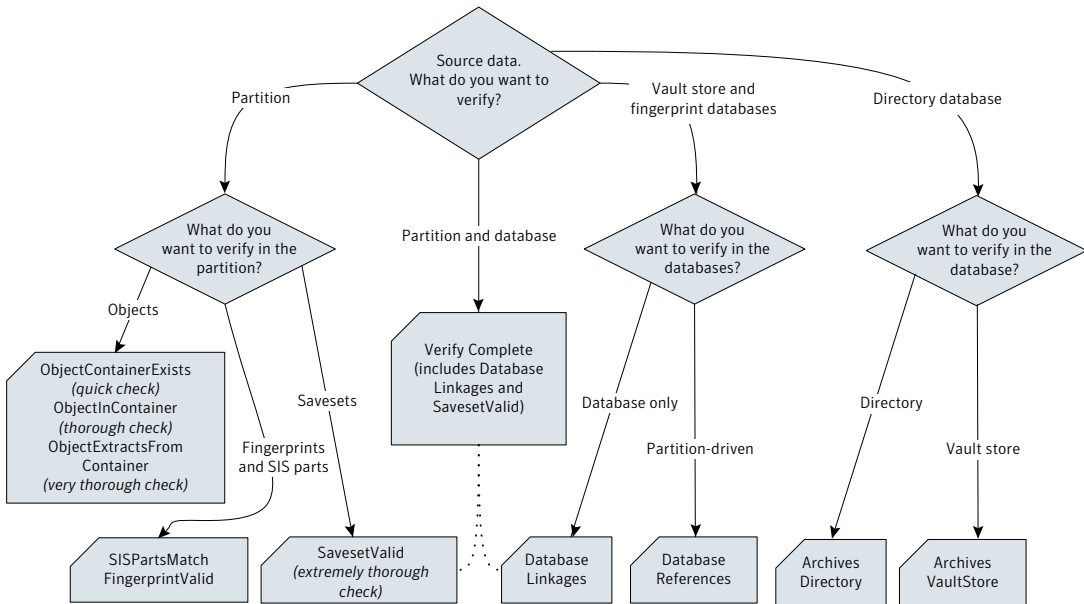 Source data.
What do you want to
verify?
Partition
Vault store and
fingerprint databases
Directory database
Partition and database
What do you
want to verify in the
partition?
What do you
want to verify in the
databases?
What do you
want to verify in the
database?
Objects
ObjectContainerExists
(quick check)
ObjectInContainer
(thorough check)
ObjectExtractsFrom
Container
(very thorough check)
Fingerprints
and SIS parts
Savesets
Verify Complete
(includes Database
Linkages and
SavesetValid)
Database only
Partition-driven
Directory
Vault store
SISPartsMatch
FingerprintValid
SavesetValid
(extremely thorough
check)
Database
Linkages
Database
References
Archives
Directory
Archives
VaultStore